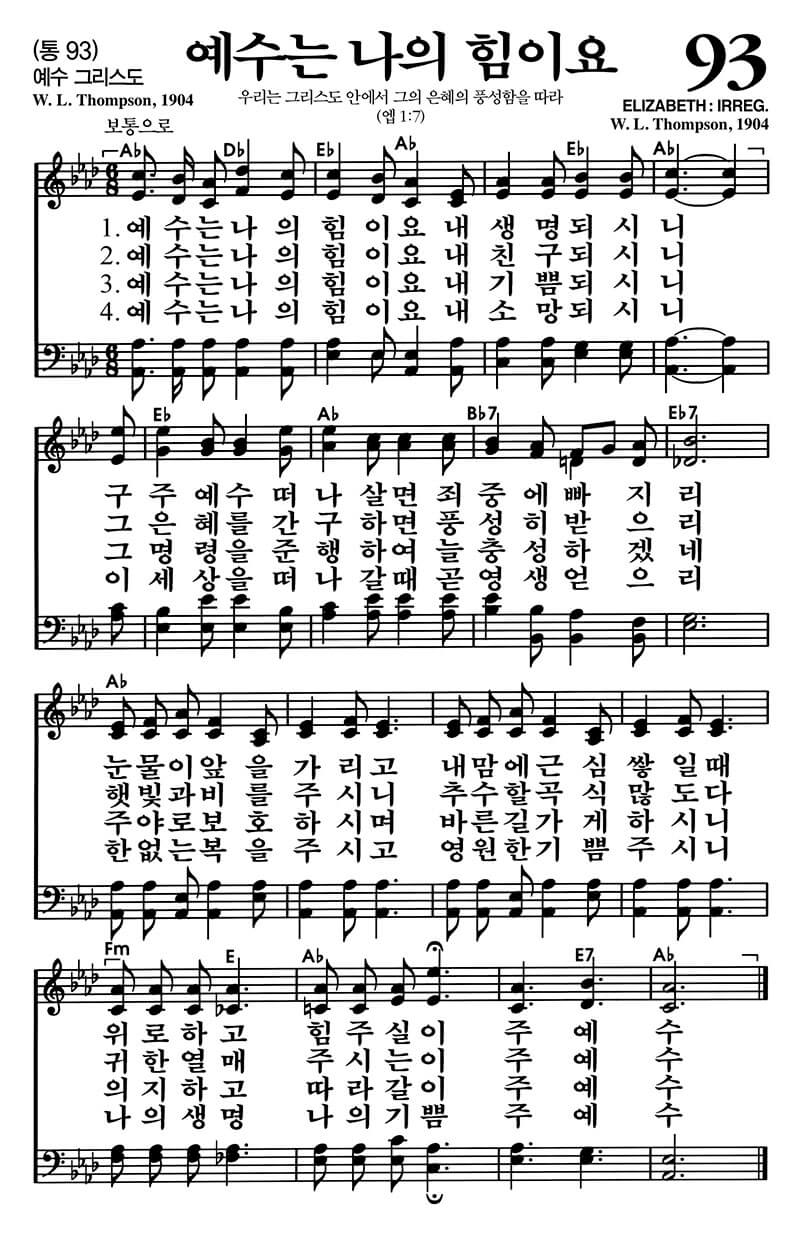 (통 93)
예수 그리스도
W. L. Thompson, 1904
예수는 나의 힘이요
우리는 그리스도 안에서 그의 은혜의 풍성함을 따라
(엡 1:7)
93
ELIZABETH : IRREG.
W. L. Thompson, 1904
보통으로
A♭ D♭ E♭ A♭ E♭ A♭
6 8
1. 예 수는 나 의 힘 이요 내 생 명되 시 니
2. 예 수는 나 의 힘 이요 내 친 구되 시 니
3. 예 수는 나 의 힘 이요 내 기 쁨되 시 니
4. 예 수는 나 의 힘 이요 내 소 망되 시 니
6 8
E♭ A♭ B♭7 E♭7
구 주 예 수 떠 나 살면 죄 중 에 빠 지 리
그 은 혜 를 간 구 하면 풍 성 히 받 으 리
그 명 령 을 준 행 하여 늘 충 성 하 겠 네
이 세 상 을 떠 나 갈때 곧 영 생 얻 으 리
A♭
눈 물 이 앞 을 가 리 고 내 맘 에 근 심 쌓 일 때
햇 빛 과 비 를 주 시 니 추 수 할 곡 식 많 도 다
주 야 로 보 호 하 시 며 바 른 길 가 게 하 시 니
한 없 는 복 을 주 시 고 영 원 한 기 쁨 주 시 니
Fm E A♭ E7 A♭
위 로 하 고 힘 주 실 이 주 예 수
귀 한 열 매 주 시 는 이 주 예 수
의 지 하 고 따 라 갈 이 주 예 수
나 의 생 명 나 의 기 쁨 주 예 수